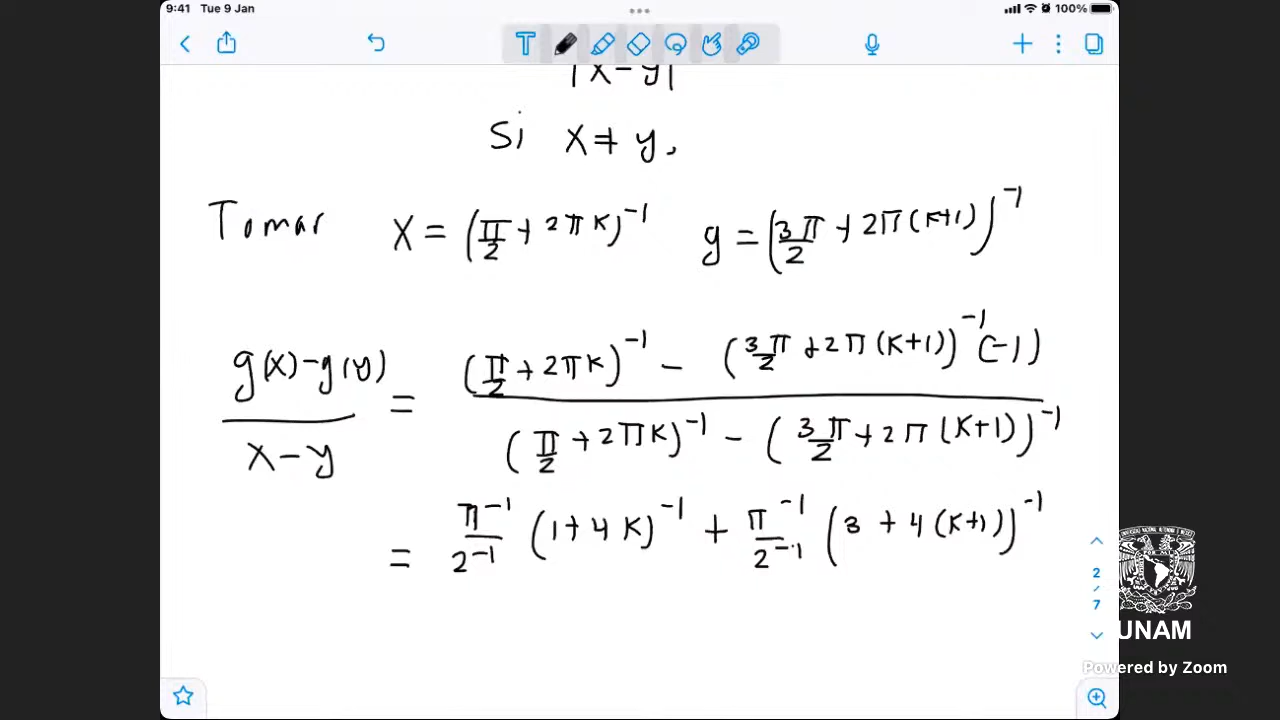 9:41 Tue 9 Jan 100%
|x-y|
Si x ≠ y,
Tomar x = (π/2 + 2πk)^-1 g = (3π/2 + 2π(k+1))^-1
(g(x)-g(y))/(x-y) = ((π/2 + 2πk)^-1 - (3π/2 + 2π(k+1))^-1 (-1))/((π/2 + 2πk)^-1 - (3π/2 + 2π(k+1))^-1)
= π^-1/2^-1 (1+4k)^-1 + π^-1/2^-1 (3 + 4(k+1))^-1
2
7
UNAM
Powered by Zoom